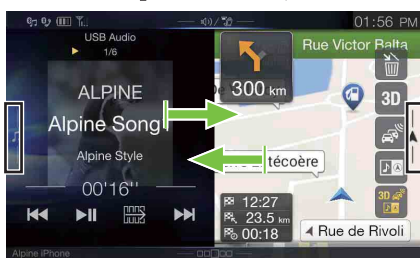 01:56 PM
USB Audio
1/6
ALPINE
Alpine Song
Alpine Style
00'16"
Alpine iPhone
Rue Victor Balta
300 km
3D
técoère
12:27
23.5 km
00:18
3D
Rue de Rivoli